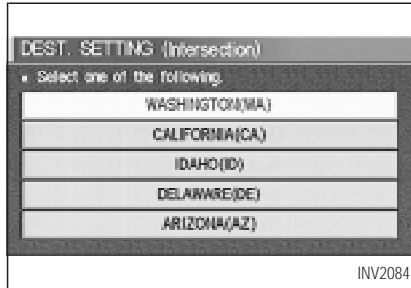 DEST. SETTING (Intersection)
Select one of the following.
WASHINGTON(WA)
CALIFORNIA(CA)
IDAHO(ID)
DELAWARE(DE)
ARIZONA(AZ)
INV2084